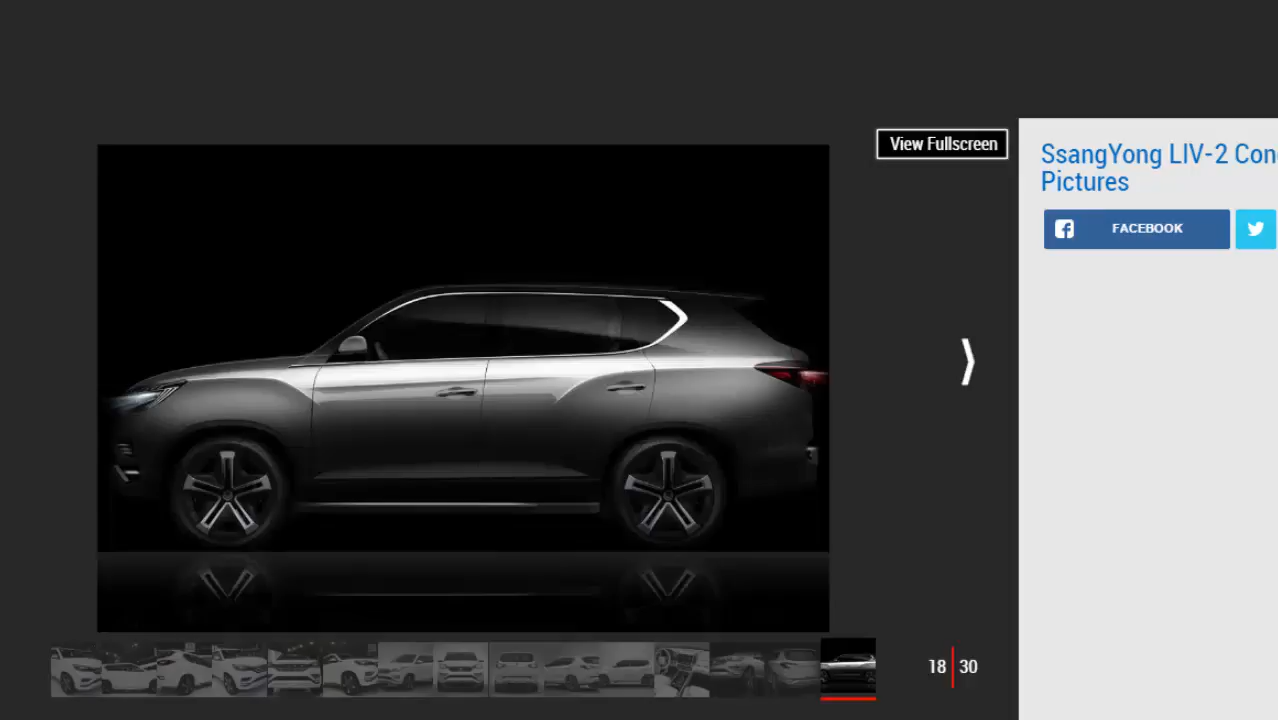 View Fullscreen
SsangYong LIV-2 Con
Pictures
FACEBOOK
18 30